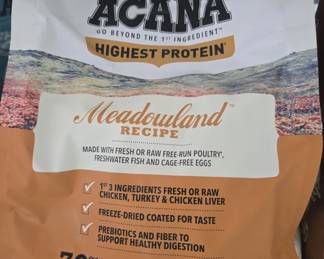 ACANA
GO BEYOND THE 1ST INGREDIENT™
HIGHEST PROTEIN™
Meadowland™
RECIPE
MADE WITH FRESH OR RAW FREE-RUN POULTRY*,
FRESHWATER FISH AND CAGE-FREE EGGS
1ST 3 INGREDIENTS FRESH OR RAW
CHICKEN, TURKEY & CHICKEN LIVER
FREEZE-DRIED COATED FOR TASTE
PREBIOTICS AND FIBER TO
SUPPORT HEALTHY DIGESTION